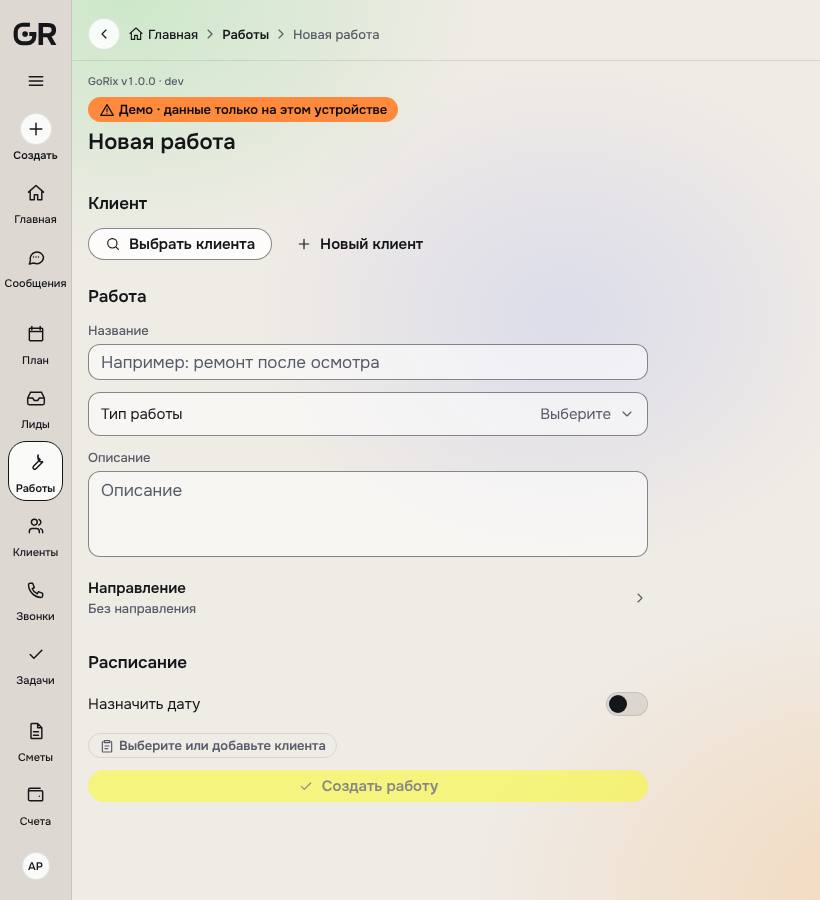 GR
Создать
Главная
Сообщения
План
Лиды
Работы
Клиенты
Звонки
Задачи
Сметы
Счета
AP
Главная
Работы
Новая работа
GoRix v1.0.0 · dev
Демо · данные только на этом устройстве
Новая работа
Клиент
Выбрать клиента
Новый клиент
Работа
Название
Например: ремонт после осмотра
Тип работы
Выберите
Описание
Описание
Направление
Без направления
Расписание
Назначить дату
Выберите или добавьте клиента
Создать работу